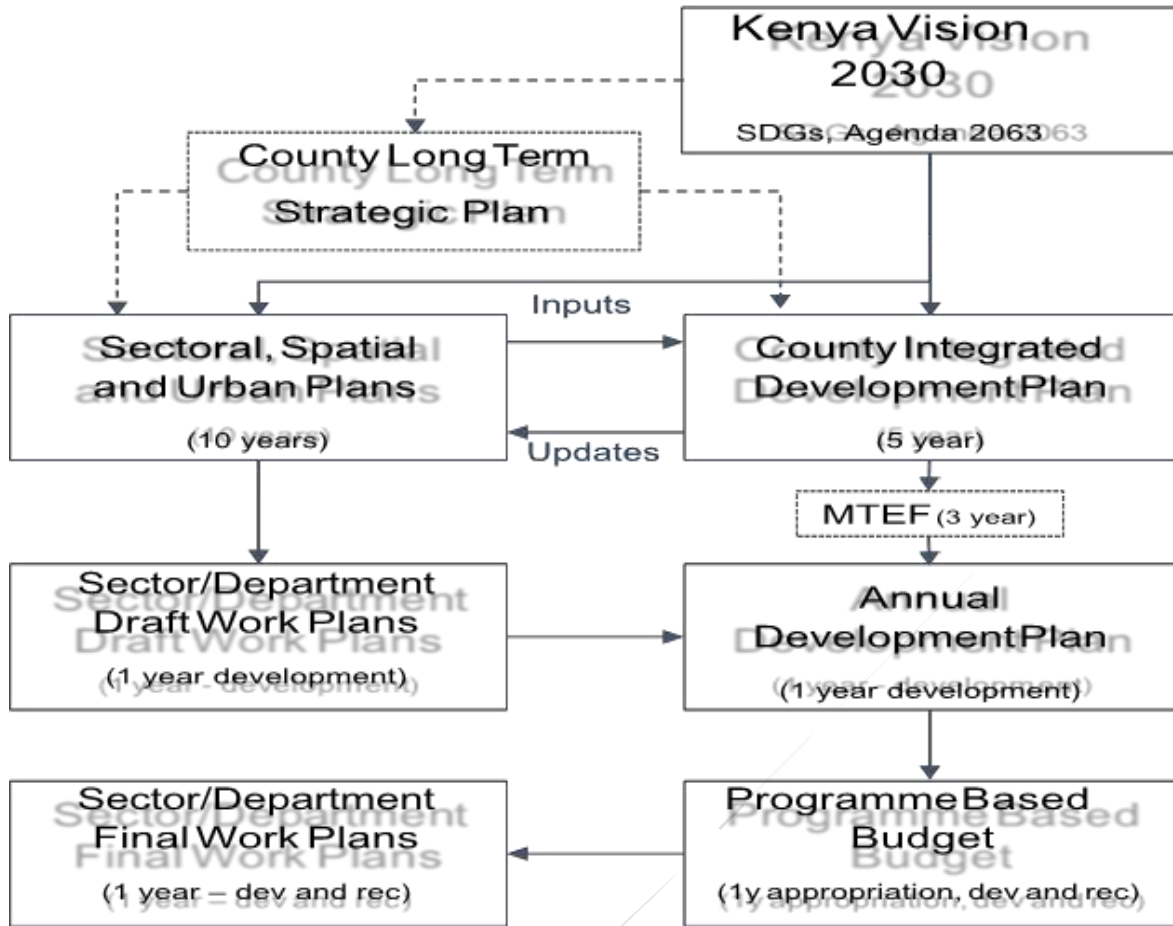 Kenya Vision
2030
SDGs, Agenda 2063
County Long Term
Strategic Plan
Inputs
Sectoral, Spatial
and Urban Plans
(10 years)
County Integrated
Development Plan
(5 year)
Updates
MTEF (3 year)
Sector/Department
Draft Work Plans
(1 year development)
Annual
Development Plan
(1 year development)
Sector/Department
Final Work Plans
(1 year – dev and rec)
Programme Based
Budget
(1y appropriation, dev and rec)